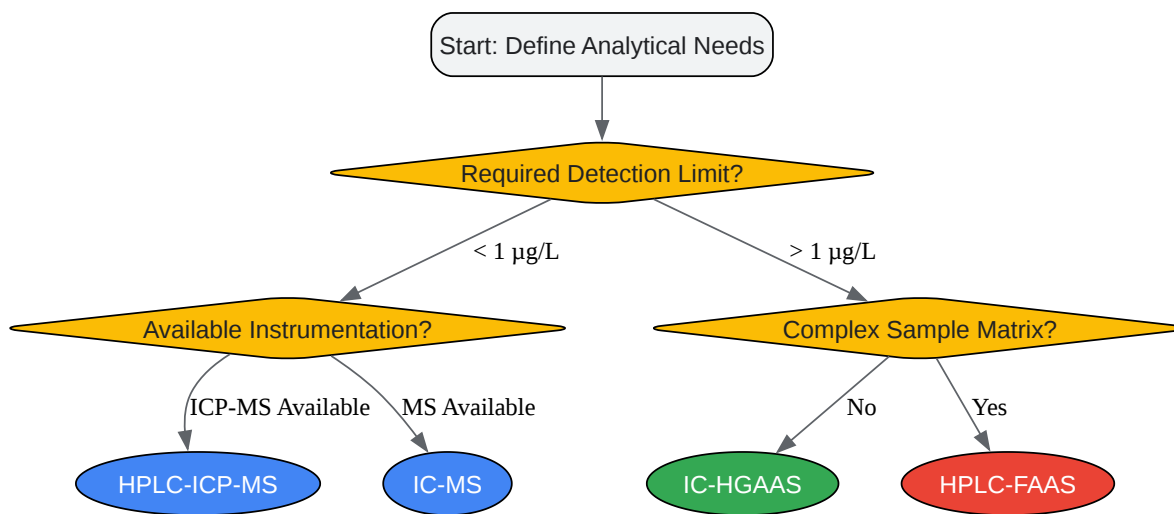 Start: Define Analytical Needs
Required Detection Limit?
< 1 µg/L
> 1 µg/L
Available Instrumentation?
Complex Sample Matrix?
ICP-MS Available
MS Available
No
Yes
HPLC-ICP-MS
IC-MS
IC-HGAAS
HPLC-FAAS